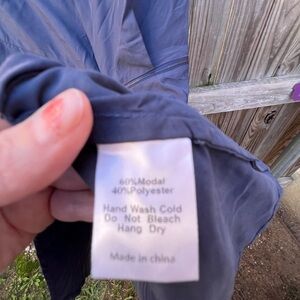 60%Modal
40%Polyester
Hand Wash Cold
Do Not Bleach
Hang Dry
Made in china